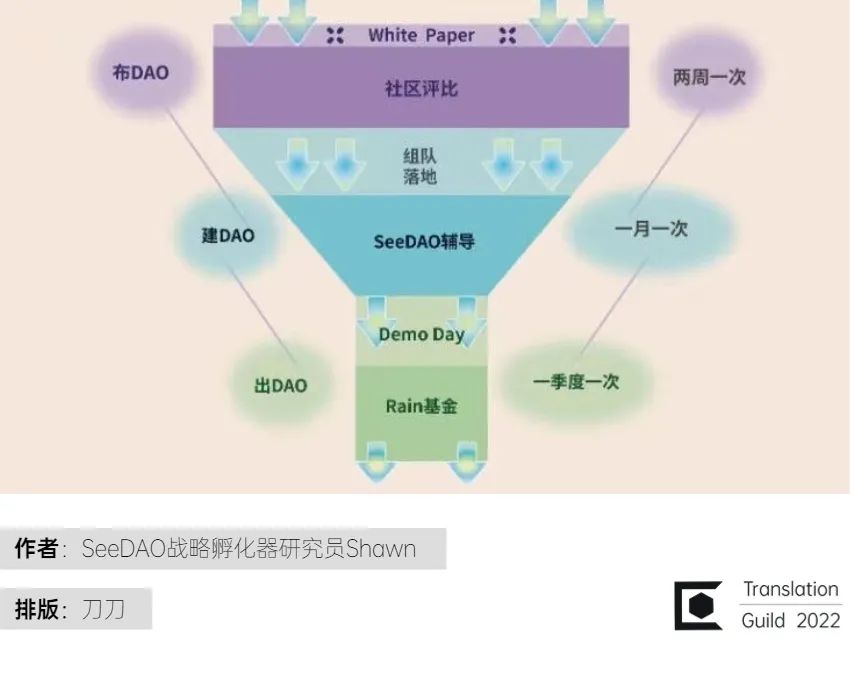 White Paper
布DAO
社区评比
两周一次
组队
落地
建DAO
SeeDAO辅导
一月一次
Demo Day
出DAO
Rain基金
一季度一次
作者：SeeDAO战略孵化器研究员Shawn
排版：刀刀
Translation
Guild 2022